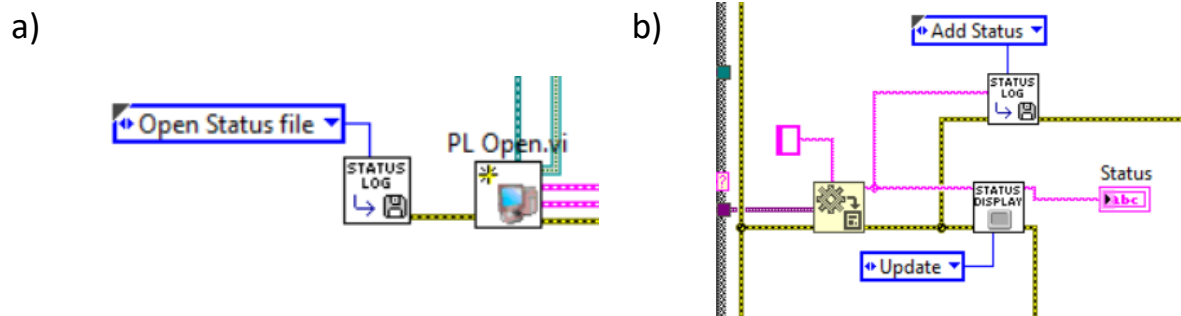 a)
Open Status file
PL Open.vi
STATUS
LOG
b)
Add Status
STATUS
LOG
?
Status
STATUS
DISPLAY
abc
Update